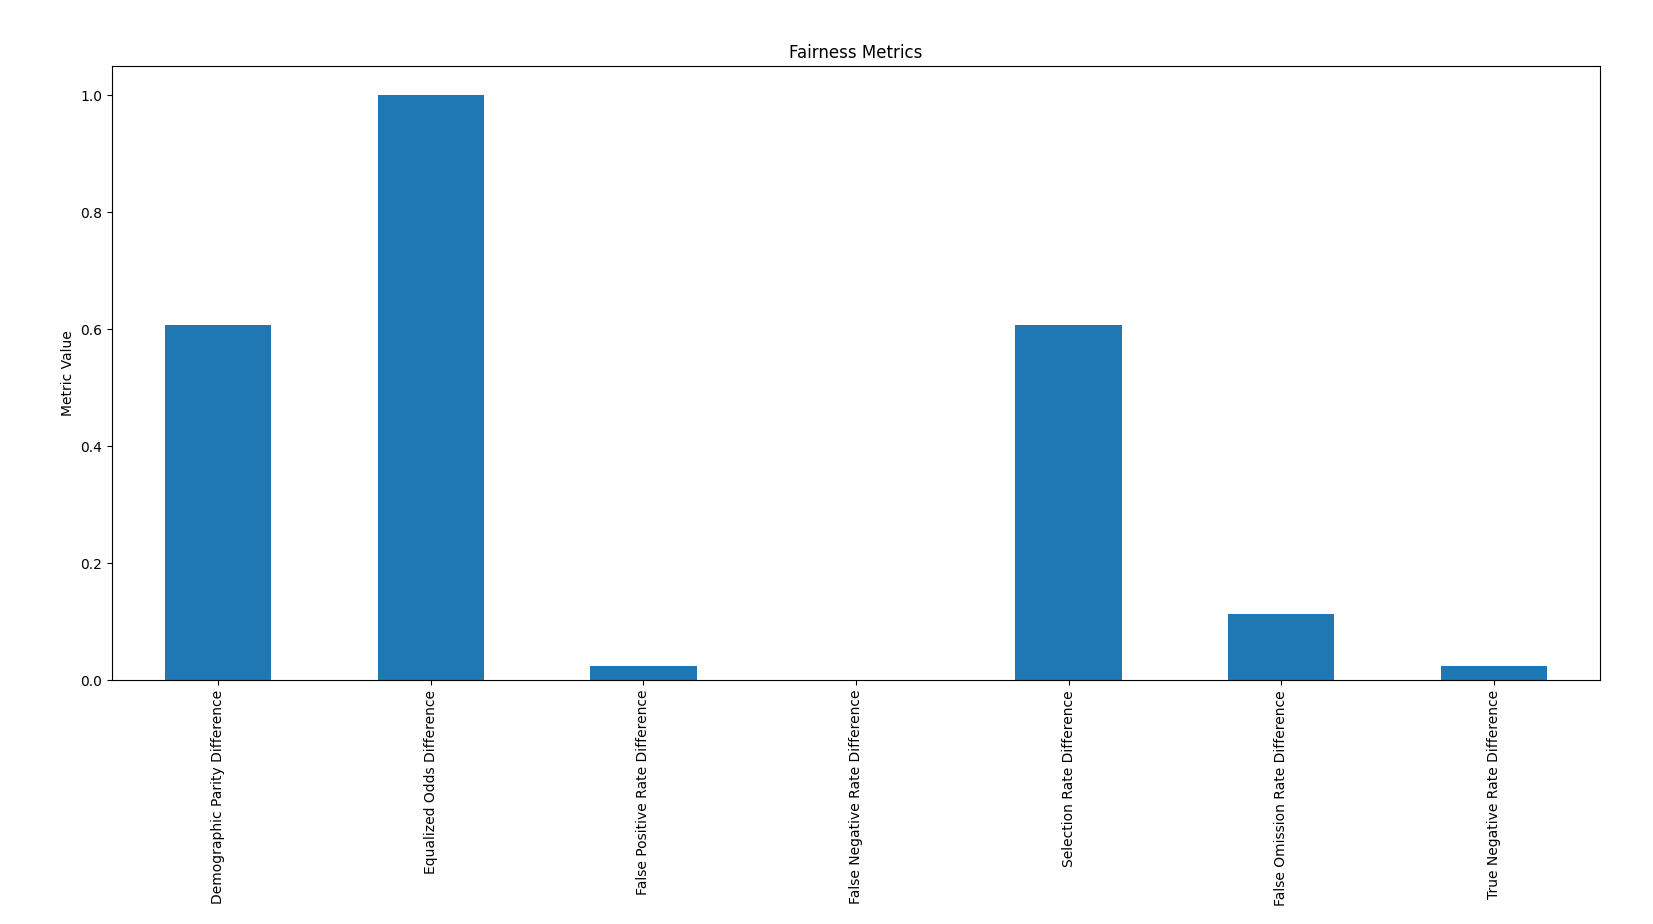 Fairness Metrics
Metric Value
1.0
0.8
0.6
0.4
0.2
0.0
Demographic Parity Difference
Equalized Odds Difference
False Positive Rate Difference
False Negative Rate Difference
Selection Rate Difference
False Omission Rate Difference
True Negative Rate Difference